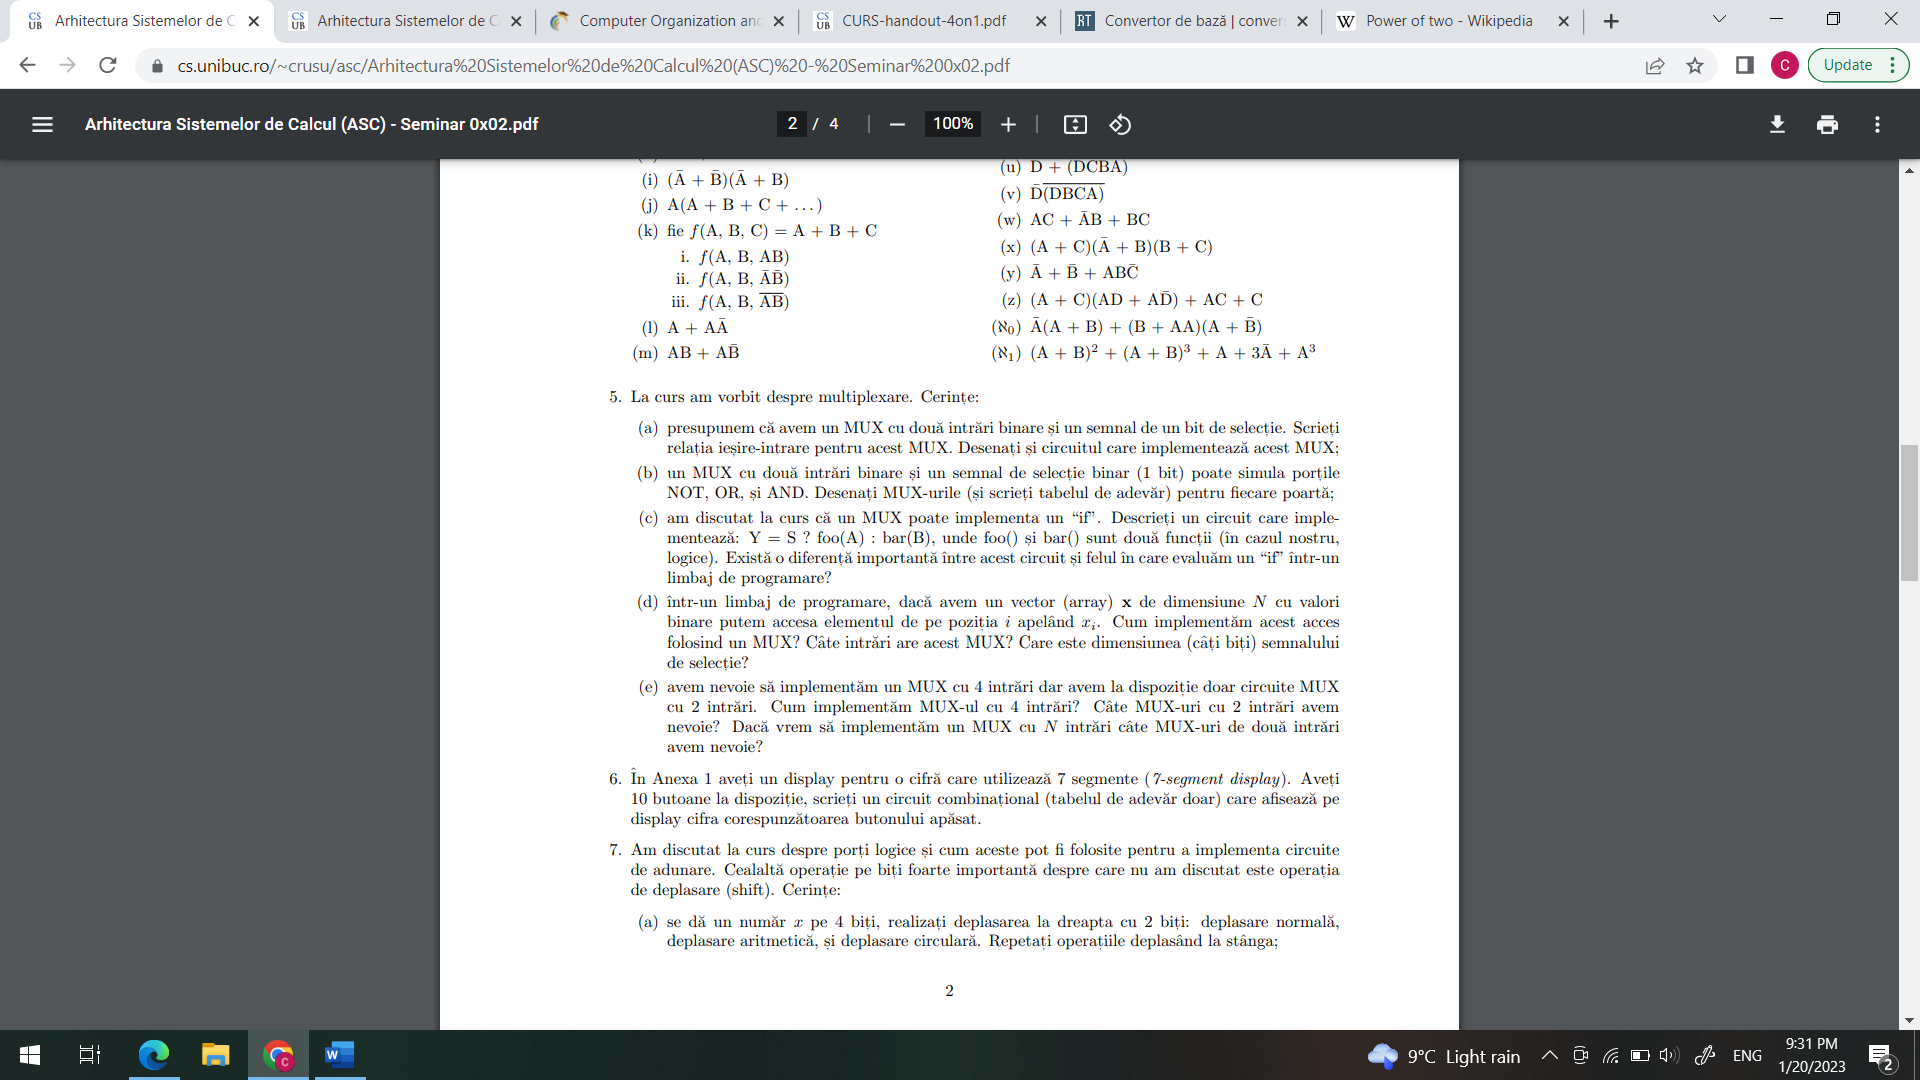 Arhitectura Sistemelor de C
Arhitectura Sistemelor de C
Computer Organization and
CURS-handout-4on1.pdf
Convertor de bază | conver
Power of two - Wikipedia
cs.unibuc.ro/~crusu/asc/Arhitectura%20Sistemelor%20de%20Calcul%20(ASC)%20-%20Seminar%200x02.pdf
C
Update
Arhitectura Sistemelor de Calcul (ASC) - Seminar 0x02.pdf
2 / 4
100%
(i) (Ā + B̄)(Ā + B)
(j) A(A + B + C + ...)
(k) fie f(A, B, C) = A + B + C
i. f(A, B, AB)
ii. f(A, B, ĀB̄)
iii. f(A, B, A̅B̅)
(l) A + AĀ
(m) AB + AB̄
(u) D + (DCBA)
(v) D̄(D̅B̅C̅A̅)
(w) AC + ĀB + BC
(x) (A + C)(Ā + B)(B + C)
(y) Ā + B̄ + ABC̄
(z) (A + C)(AD + AD̄) + AC + C
(ℵ₀) Ā(A + B) + (B + AA)(A + B̄)
(ℵ₁) (A + B)² + (A + B)³ + A + 3Ā + A³
5. La curs am vorbit despre multiplexare. Cerințe:
(a) presupunem că avem un MUX cu două intrări binare și un semnal de un bit de selecție. Scrieți
relația ieșire-intrare pentru acest MUX. Desenați și circuitul care implementează acest MUX;
(b) un MUX cu două intrări binare și un semnal de selecție binar (1 bit) poate simula porțile
NOT, OR, și AND. Desenați MUX-urile (și scrieți tabelul de adevăr) pentru fiecare poartă;
(c) am discutat la curs că un MUX poate implementa un “if”. Descrieți un circuit care imple-
mentează: Y = S ? foo(A) : bar(B), unde foo() și bar() sunt două funcții (în cazul nostru,
logice). Există o diferență importantă între acest circuit și felul în care evaluăm un “if” într-un
limbaj de programare?
(d) într-un limbaj de programare, dacă avem un vector (array) x de dimensiune N cu valori
binare putem accesa elementul de pe poziția i apelând xᵢ. Cum implementăm acest acces
folosind un MUX? Câte intrări are acest MUX? Care este dimensiunea (câți biți) semnalului
de selecție?
(e) avem nevoie să implementăm un MUX cu 4 intrări dar avem la dispoziție doar circuite MUX
cu 2 intrări. Cum implementăm MUX-ul cu 4 intrări? Câte MUX-uri cu 2 intrări avem
nevoie? Dacă vrem să implementăm un MUX cu N intrări câte MUX-uri de două intrări
avem nevoie?
6. În Anexa 1 aveți un display pentru o cifră care utilizează 7 segmente (7-segment display). Aveți
10 butoane la dispoziție, scrieți un circuit combinațional (tabelul de adevăr doar) care afisează pe
display cifra corespunzătoarea butonului apăsat.
7. Am discutat la curs despre porți logice și cum aceste pot fi folosite pentru a implementa circuite
de adunare. Cealaltă operație pe biți foarte importantă despre care nu am discutat este operația
de deplasare (shift). Cerințe:
(a) se dă un număr x pe 4 biți, realizați deplasarea la dreapta cu 2 biți: deplasare normală,
deplasare aritmetică, și deplasare circulară. Repetați operațiile deplasând la stânga;
2
9°C Light rain
ENG
9:31 PM
1/20/2023
2